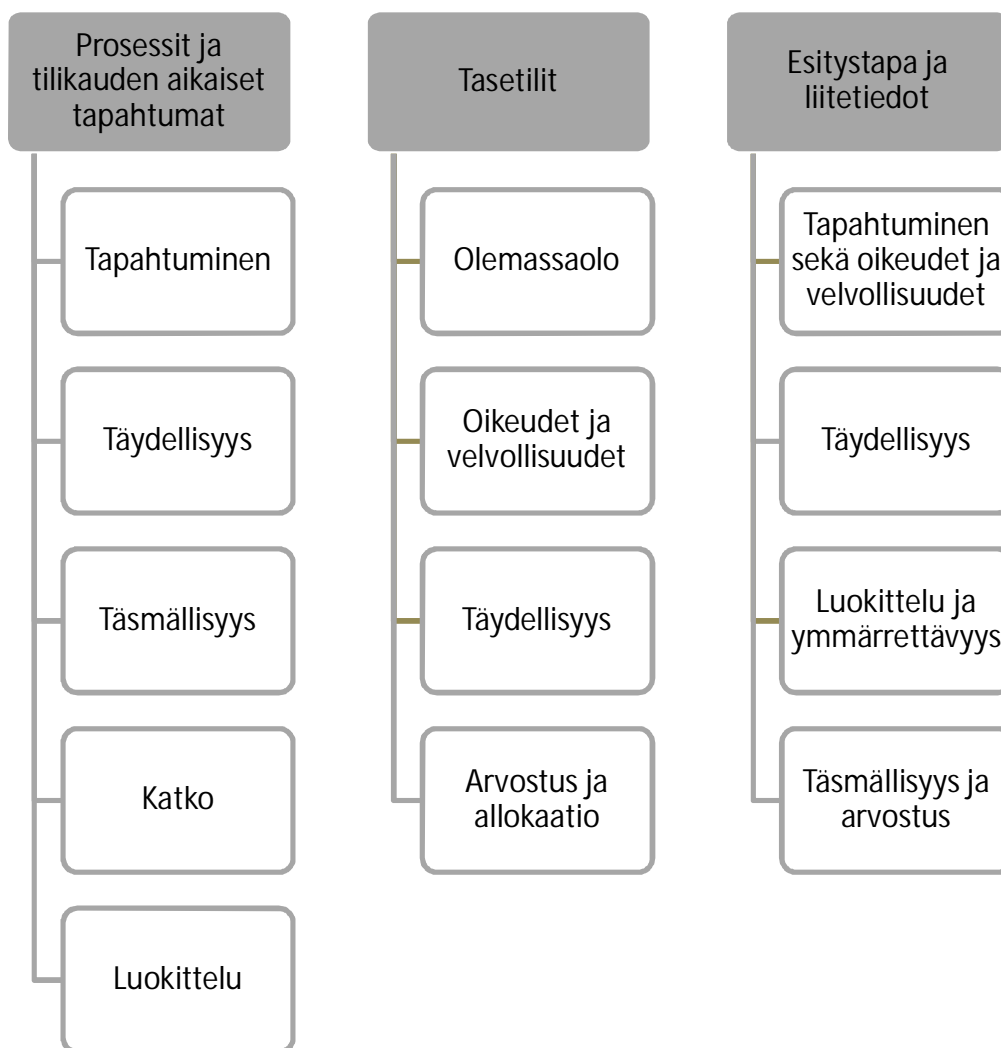 Prosessit ja
tilikauden aikaiset
tapahtumat
Tapahtuminen
Täydellisyys
Täsmällisyys
Katko
Luokittelu
Tasetilit
Olemassaolo
Oikeudet ja
velvollisuudet
Täydellisyys
Arvostus ja
allokaatio
Esitystapa ja
liitetiedot
Tapahtuminen
sekä oikeudet ja
velvollisuudet
Täydellisyys
Luokittelu ja
ymmärrettävyys
Täsmällisyys ja
arvostus